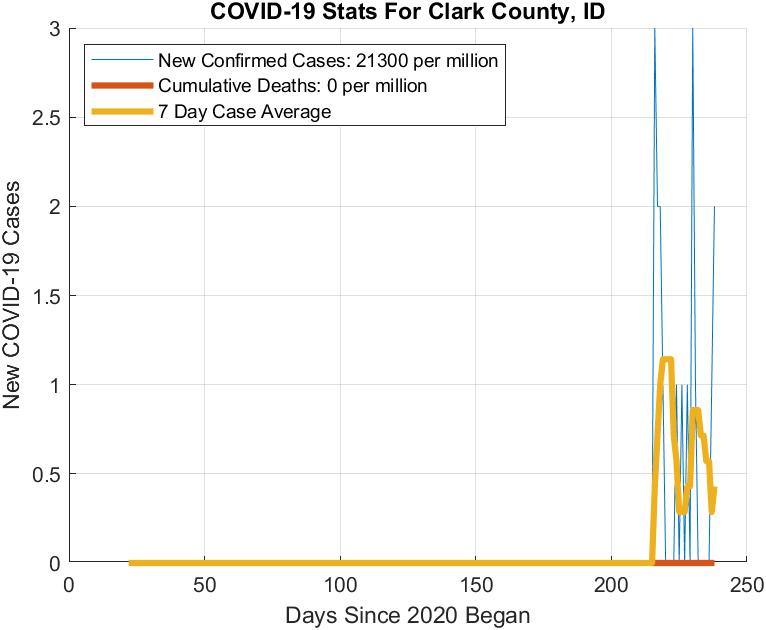 COVID-19 Stats For Clark County, ID
New Confirmed Cases: 21300 per million
Cumulative Deaths: 0 per million
7 Day Case Average
New COVID-19 Cases
3
2.5
2
1.5
1
0.5
0
0 50 100 150 200 250
Days Since 2020 Began